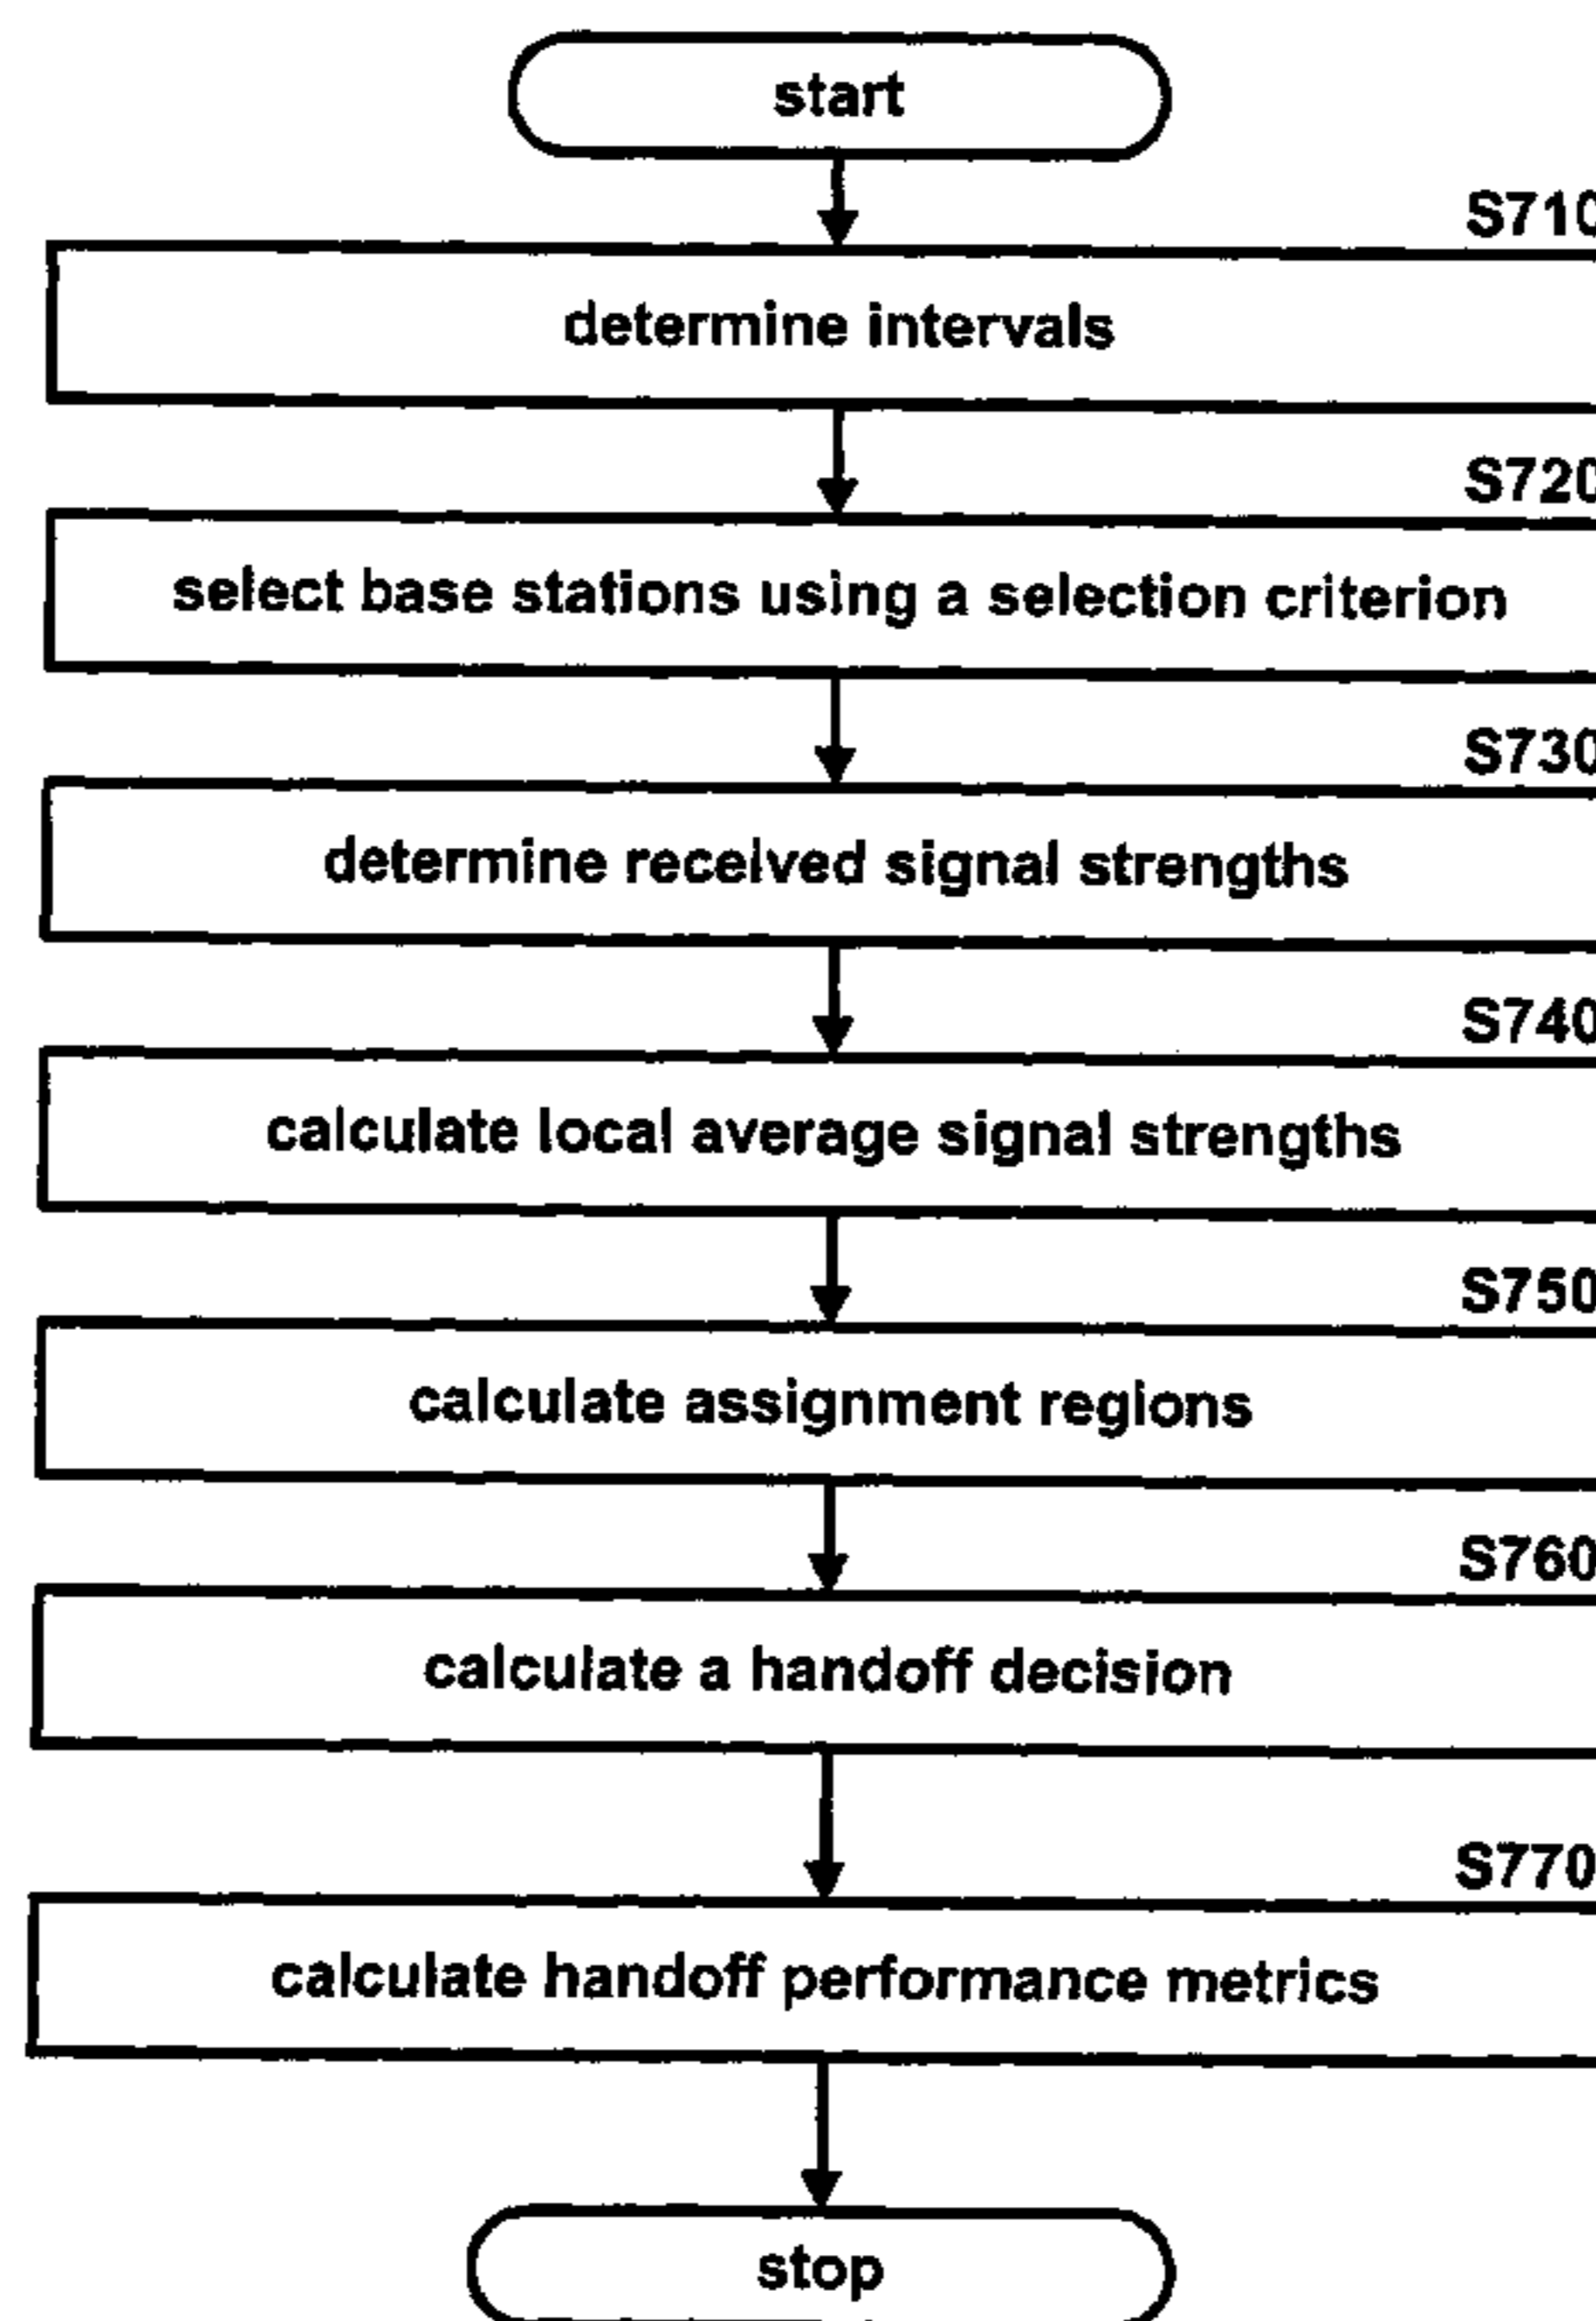 start
S710
determine intervals
S720
select base stations using a selection criterion
S730
determine received signal strengths
S740
calculate local average signal strengths
S750
calculate assignment regions
S760
calculate a handoff decision
S770
calculate handoff performance metrics
stop